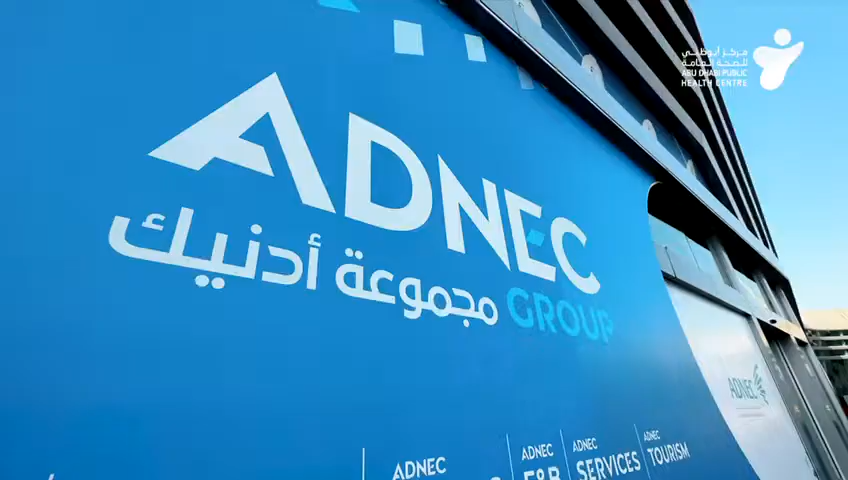 مركز أبوظبي
للصحة العامة
ABU DHABI PUBLIC
HEALTH CENTRE
ADNEC
مجموعة أدنيك
GROUP
ADNEC
ADNEC
ADNEC
F&B
ADNEC
SERVICES
ADNEC
TOURISM